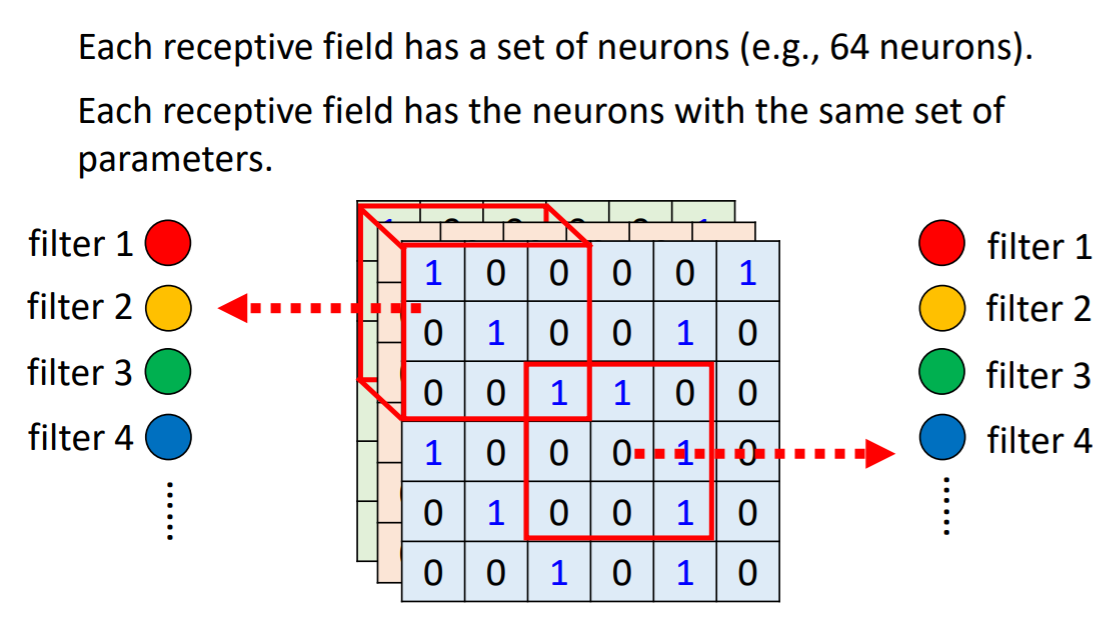 Each receptive field has a set of neurons (e.g., 64 neurons).
Each receptive field has the neurons with the same set of
parameters.
filter 1
filter 2
filter 3
filter 4
1 0 0 0 0 1
0 1 0 0 1 0
0 0 1 1 0 0
1 0 0 0 1 0
0 1 0 0 1 0
0 0 1 0 1 0
filter 1
filter 2
filter 3
filter 4